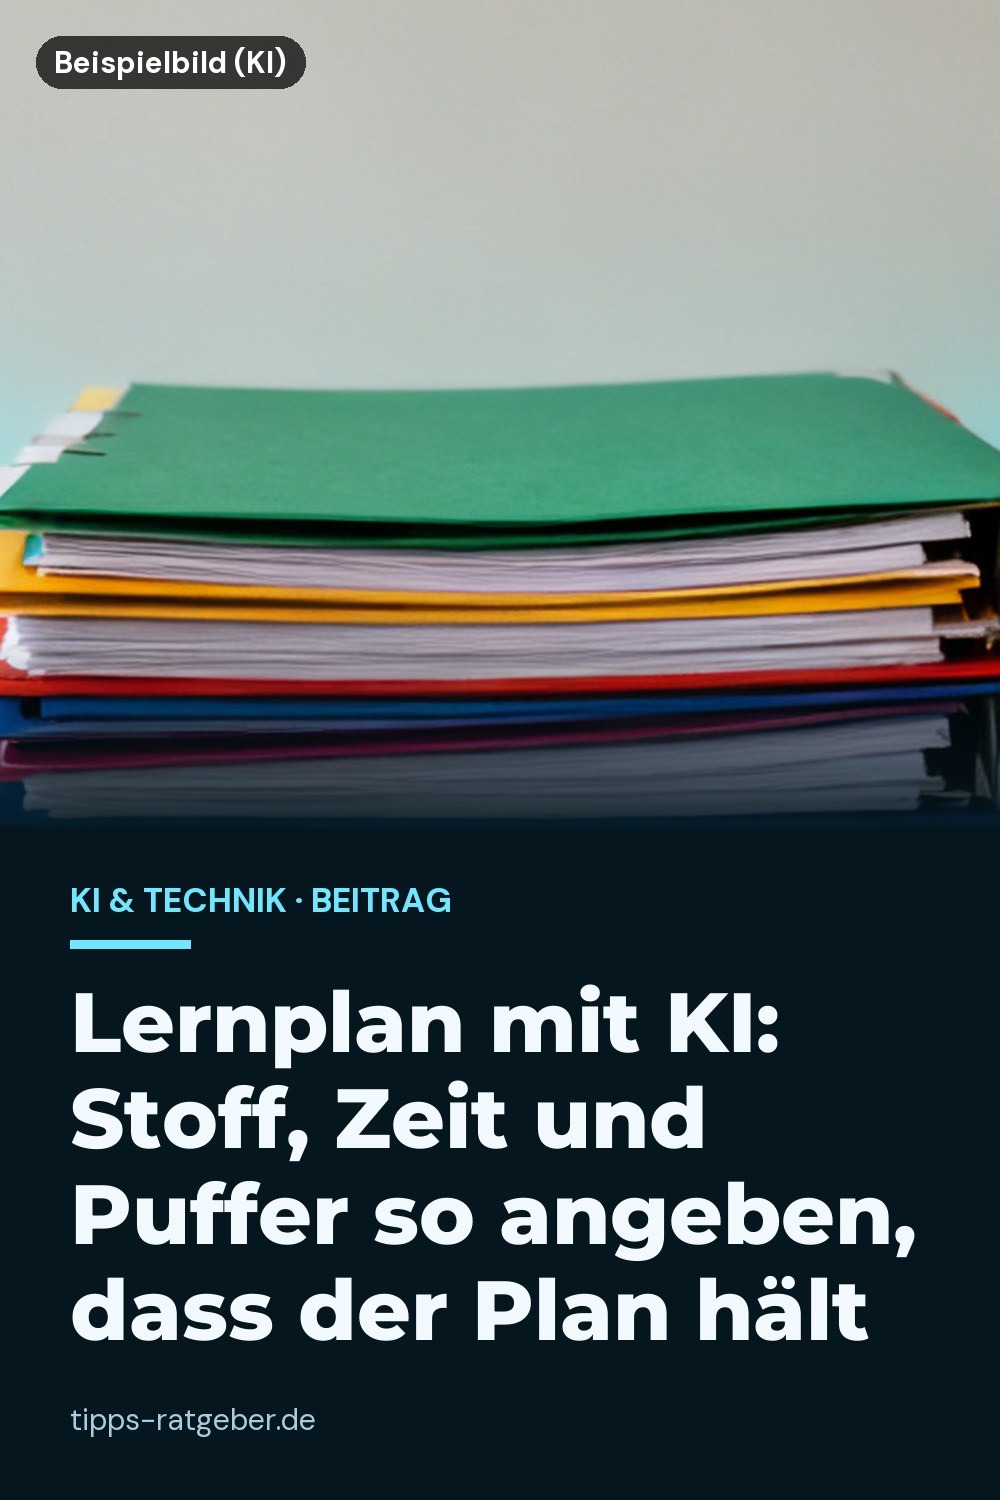 Beispielbild (KI)
KI & TECHNIK · BEITRAG
Lernplan mit KI:
Stoff, Zeit und
Puffer so angeben,
dass der Plan hält
tipps-ratgeber.de